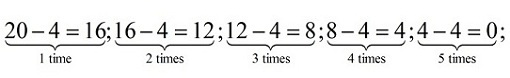 20 − 4 = 16; 16 − 4 = 12; 12 − 4 = 8; 8 − 4 = 4; 4 − 4 = 0;
1 time 2 times 3 times 4 times 5 times